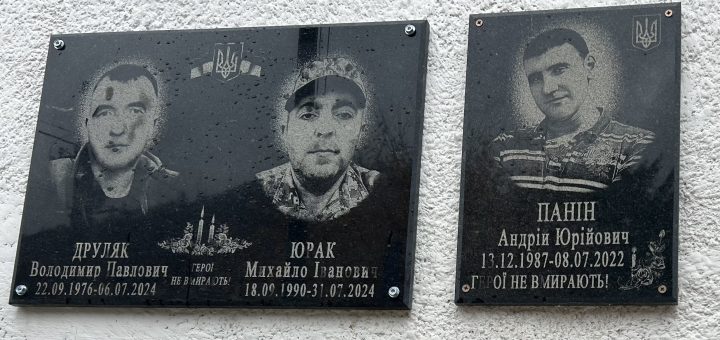 ДРУЛЯК
Володимир Павлович
22.09.1976-06.07.2024
ГЕРОЇ
НЕ ВМИРАЮТЬ!
ЮРАК
Михайло Іванович
18.09.1990-31.07.2024
ПАНІН
Андрій Юрійович
13.12.1987-08.07.2022
ГЕРОЇ НЕ ВМИРАЮТЬ!